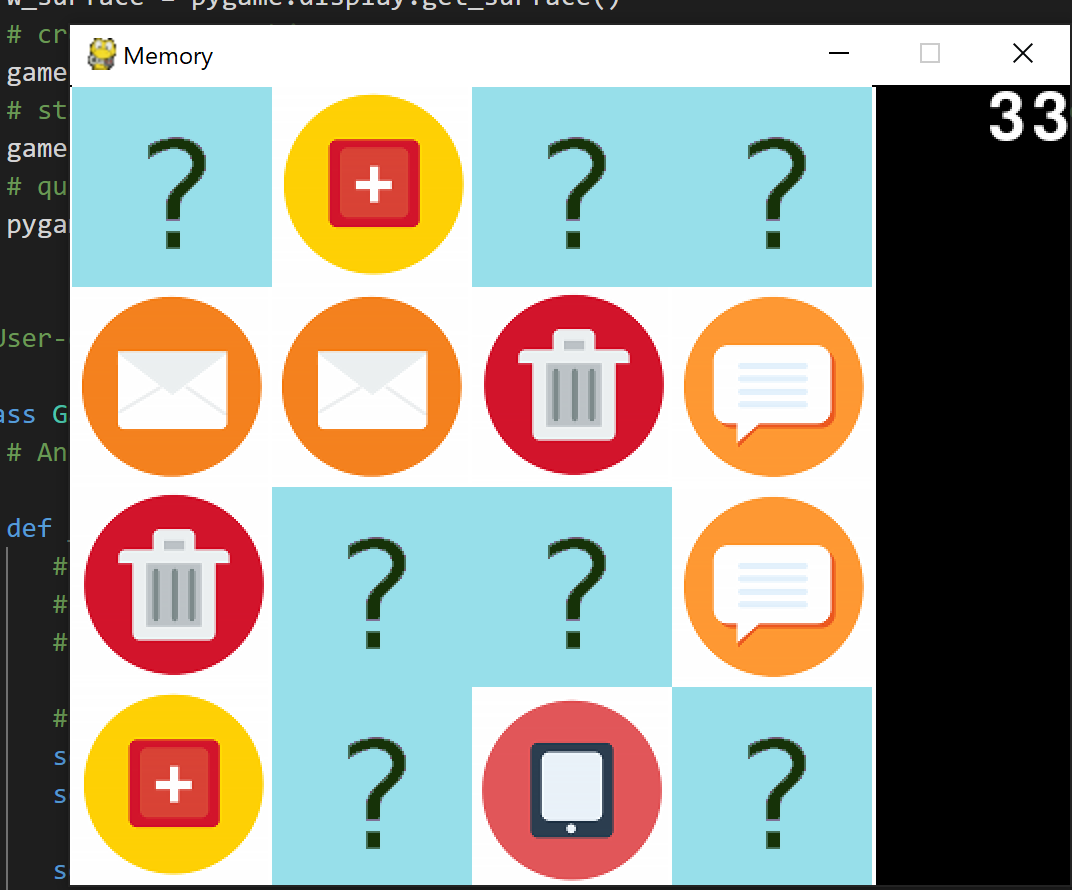 w_surface = pygame.display.get_surface()
# cr
Memory
game
# st
game
# qu
pyga
33
? ? ?
User-
ass G
# An
def
? ?
#
#
#
#
s
s
? ?
s